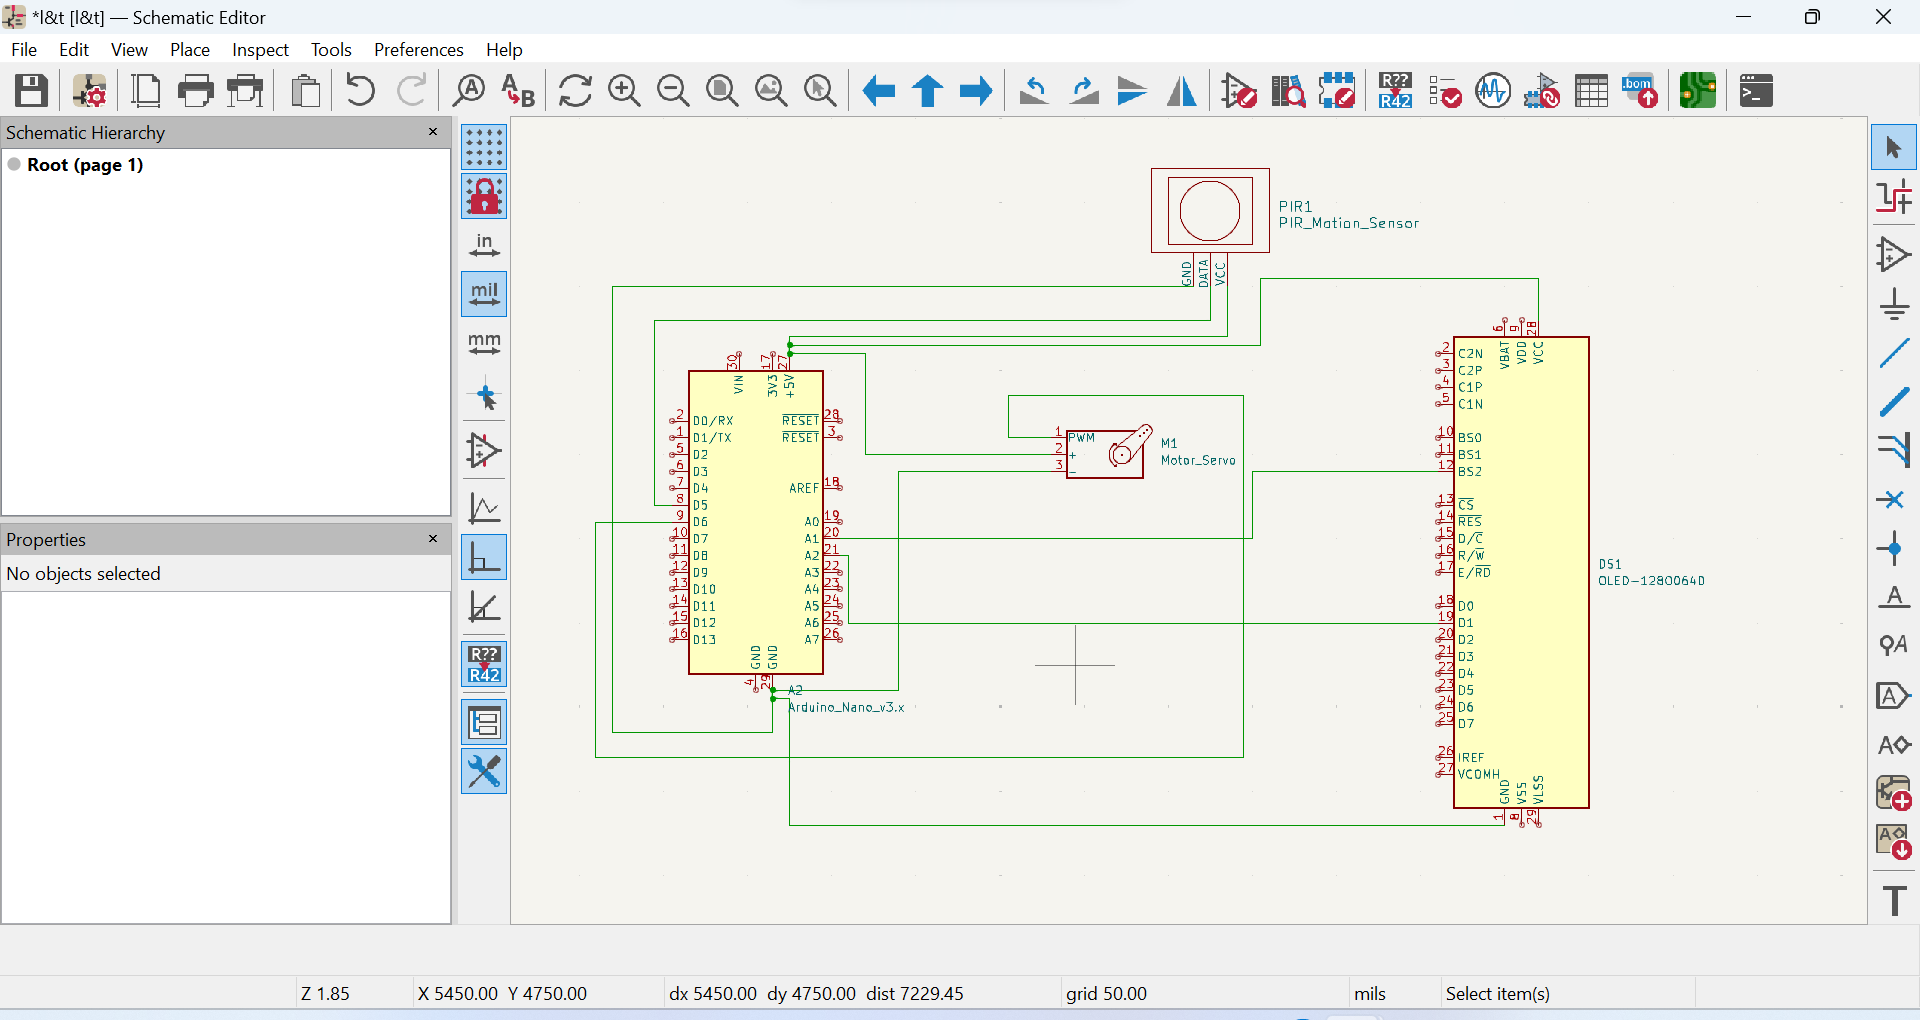 *l&t [l&t] — Schematic Editor
File Edit View Place Inspect Tools Preferences Help
R??
R42
.bom
Schematic Hierarchy
Root (page 1)
Properties
No objects selected
in
mil
mm
R??
R42
PIR1
PIR_Motion_Sensor
GND DATA VCC
30 17 27
VIN 3V3 +5V
2 D0/RX RESET 28
1 D1/TX RESET 3
5 D2
6 D3
7 D4 AREF 18
8 D5
9 D6 A0 19
10 D7 A1 20
11 D8 A2 21
12 D9 A3 22
13 D10 A4 23
14 D11 A5 24
15 D12 A6 25
16 D13 A7 26
GND GND
4 29
A2
Arduino_Nano_v3.x
1 PWM
2 +
3 -
M1
Motor_Servo
6 9 28
VBAT VDD VCC
2 C2N
3 C2P
4 C1P
5 C1N
10 BS0
11 BS1
12 BS2
13 CS
14 RES
15 D/C
16 R/W
17 E/RD
18 D0
19 D1
20 D2
21 D3
22 D4
23 D5
24 D6
25 D7
26 IREF
27 VCOMH
GND VSS VLSS
1 8 29
DS1
OLED-128O064D
Z 1.85 X 5450.00 Y 4750.00 dx 5450.00 dy 4750.00 dist 7229.45 grid 50.00 mils Select item(s)